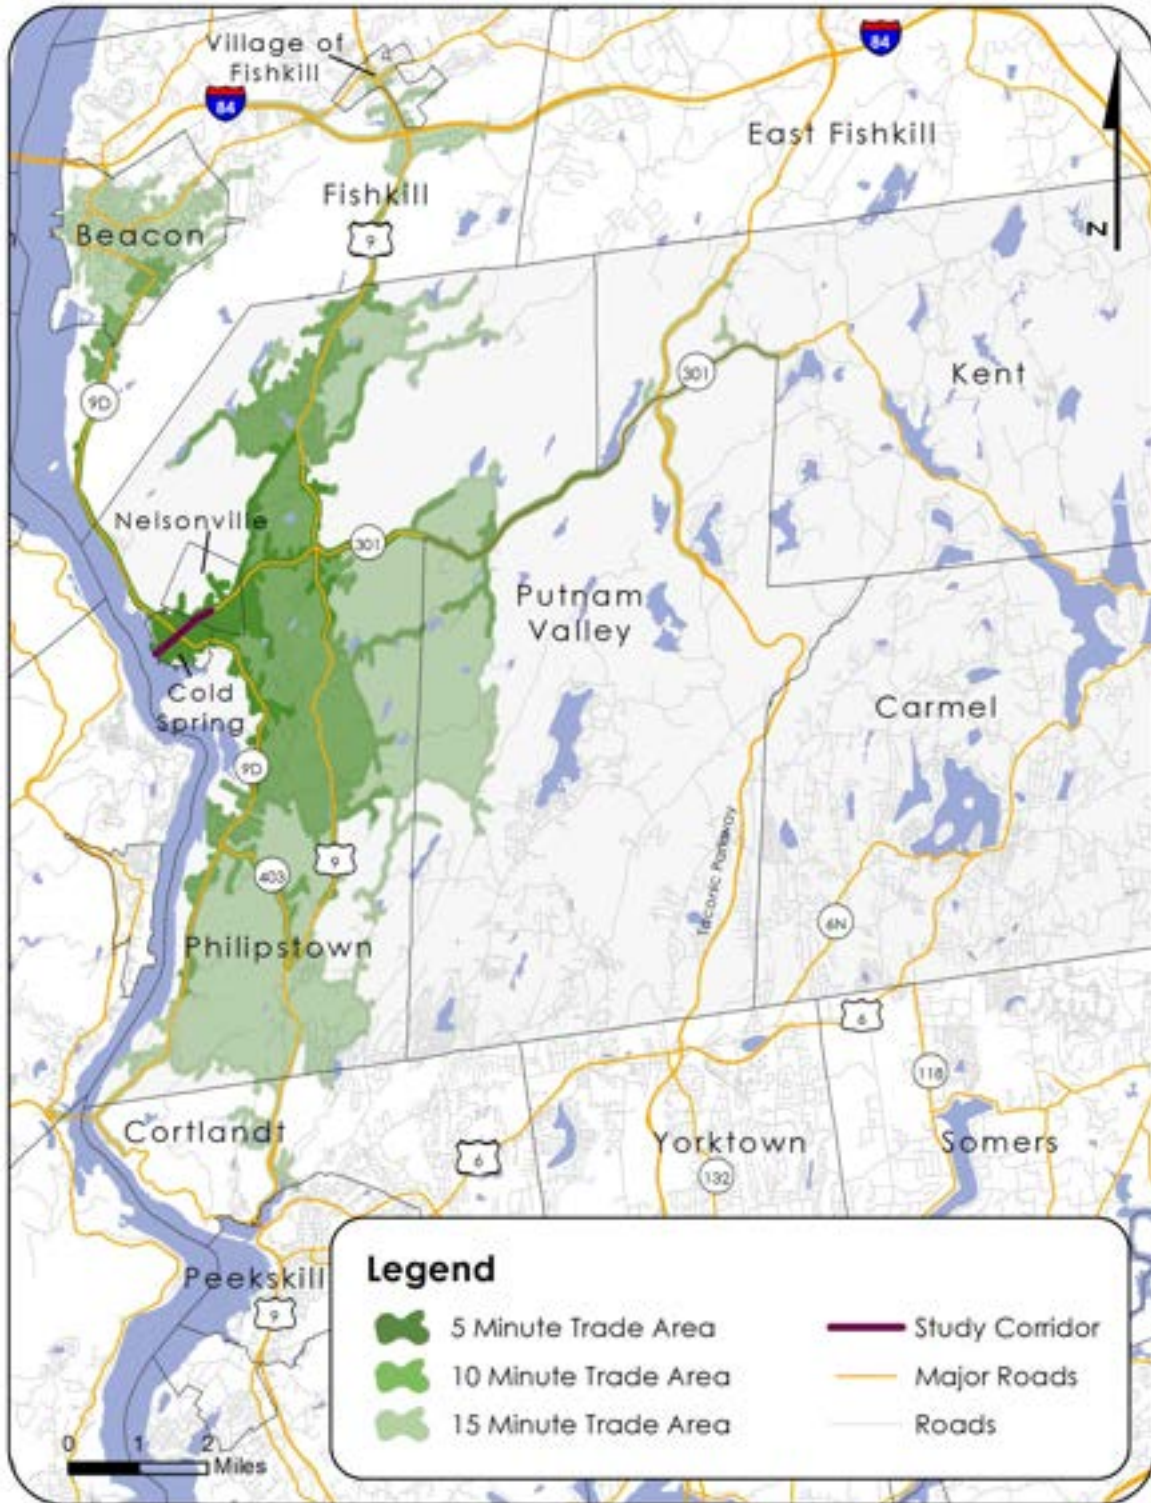 Village of
Fishkill
84
84
East Fishkill
Fishkill
9
Beacon
N
301
Kent
9D
Nelsonville
301
Putnam
Valley
Cold
Spring
Carmel
9D
Taconic Parkway
9
403
6N
Philipstown
6
118
Cortlandt
6
Yorktown
Somers
132
Peekskill
9
Legend
5 Minute Trade Area
10 Minute Trade Area
15 Minute Trade Area
Study Corridor
Major Roads
Roads
0 1 2
Miles